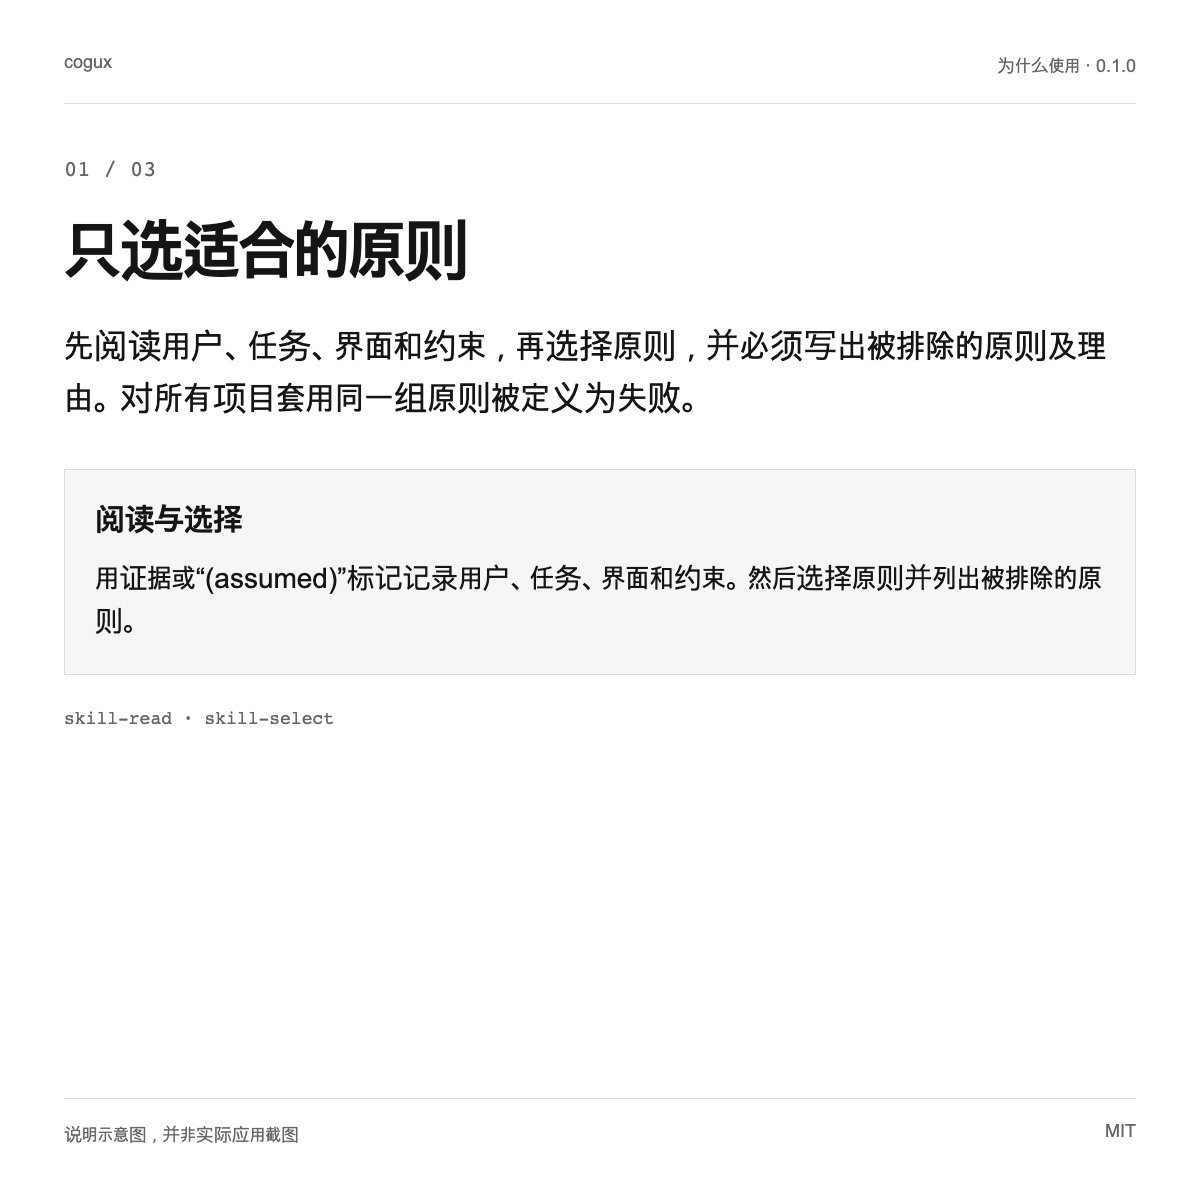 cogux
为什么使用 · 0.1.0
01 / 03
只选适合的原则
先阅读用户、任务、界面和约束，再选择原则，并必须写出被排除的原则及理
由。对所有项目套用同一组原则被定义为失败。
阅读与选择
用证据或“(assumed)”标记记录用户、任务、界面和约束。然后选择原则并列出被排除的原
则。
skill-read · skill-select
说明示意图，并非实际应用截图
MIT